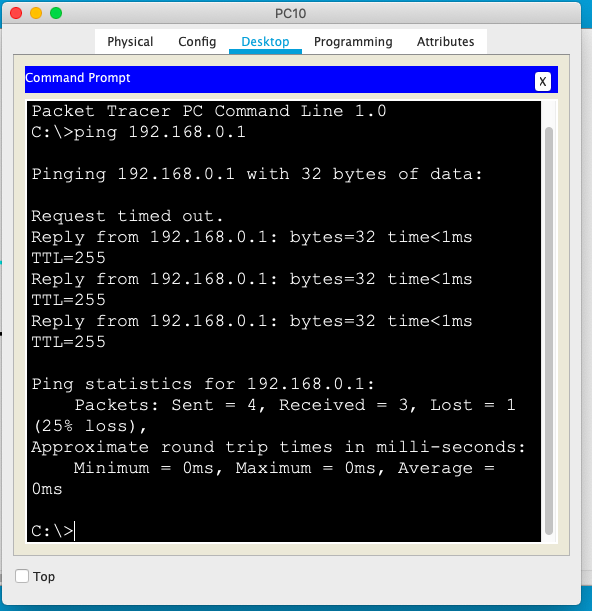 PC10
Physical Config Desktop Programming Attributes
Command Prompt
X
Packet Tracer PC Command Line 1.0
C:\>ping 192.168.0.1
Pinging 192.168.0.1 with 32 bytes of data:
Request timed out.
Reply from 192.168.0.1: bytes=32 time<1ms
TTL=255
Reply from 192.168.0.1: bytes=32 time<1ms
TTL=255
Reply from 192.168.0.1: bytes=32 time<1ms
TTL=255
Ping statistics for 192.168.0.1:
    Packets: Sent = 4, Received = 3, Lost = 1
(25% loss),
Approximate round trip times in milli-seconds:
    Minimum = 0ms, Maximum = 0ms, Average =
0ms
C:\>
Top